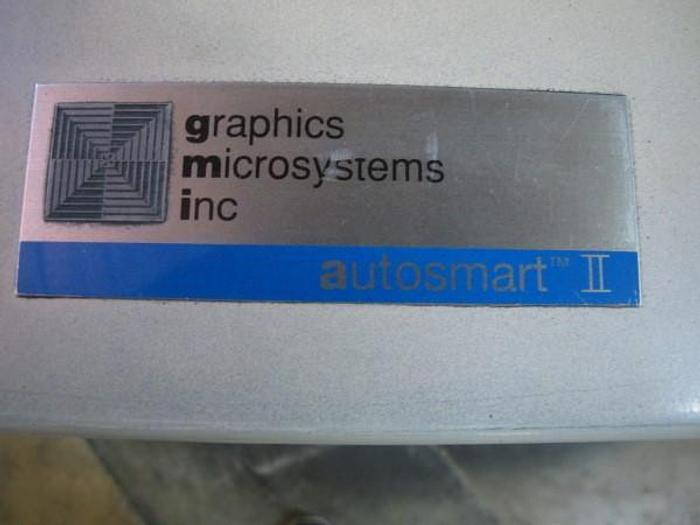 graphics
microsystems
inc
autosmart™ II